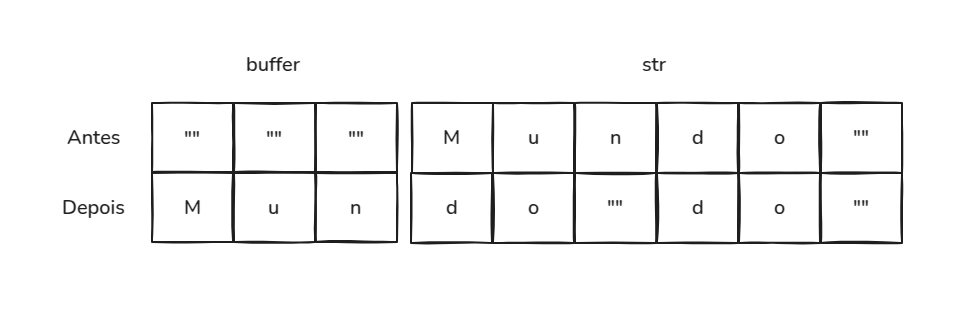 buffer str
Antes "" "" "" M u n d o ""
Depois M u n d o "" d o ""